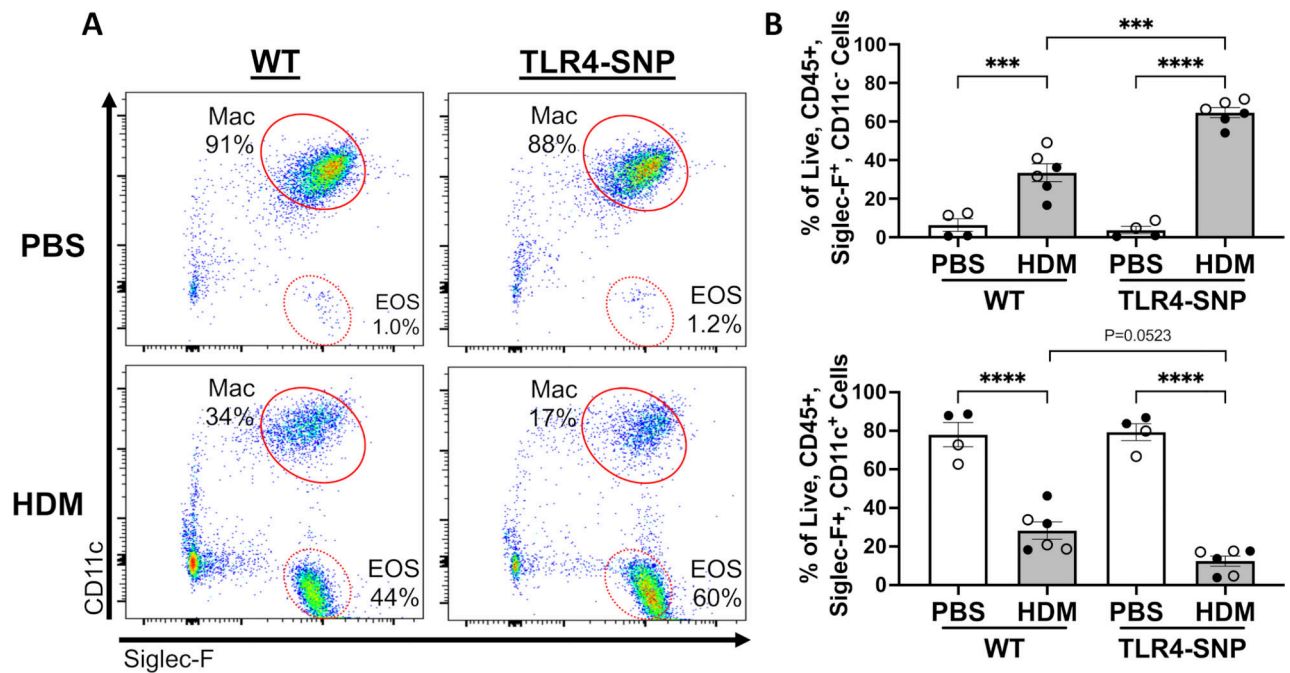 A
WT
TLR4-SNP
PBS
Mac
91%
EOS
1.0%
Mac
88%
EOS
1.2%
HDM
Mac
34%
EOS
44%
Mac
17%
EOS
60%
CD11c
Siglec-F
B
% of Live, CD45+,
Siglec-F⁺, CD11c⁻ Cells
80
60
40
20
0
***
***
****
PBS
HDM
PBS
HDM
WT
TLR4-SNP
% of Live, CD45+,
Siglec-F+, CD11c⁺ Cells
100
80
60
40
20
0
P=0.0523
****
****
PBS
HDM
PBS
HDM
WT
TLR4-SNP